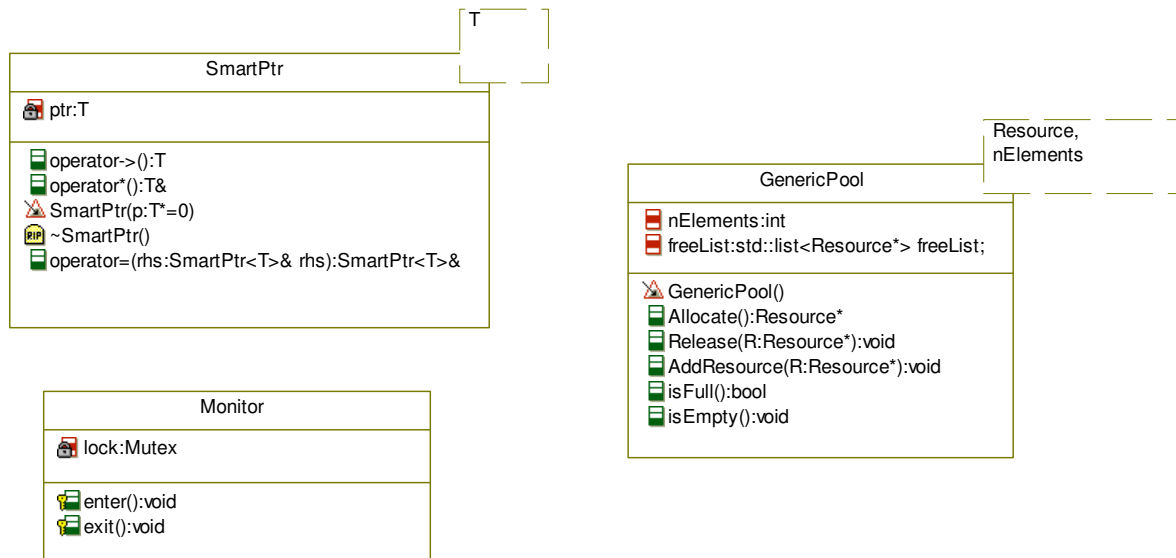 T
SmartPtr
ptr:T
operator->():T
operator*():T&
SmartPtr(p:T*=0)
RIP ~SmartPtr()
operator=(rhs:SmartPtr<T>& rhs):SmartPtr<T>&
Resource,
nElements
GenericPool
nElements:int
freeList:std::list<Resource*> freeList;
GenericPool()
Allocate():Resource*
Release(R:Resource*):void
AddResource(R:Resource*):void
isFull():bool
isEmpty():void
Monitor
lock:Mutex
enter():void
exit():void